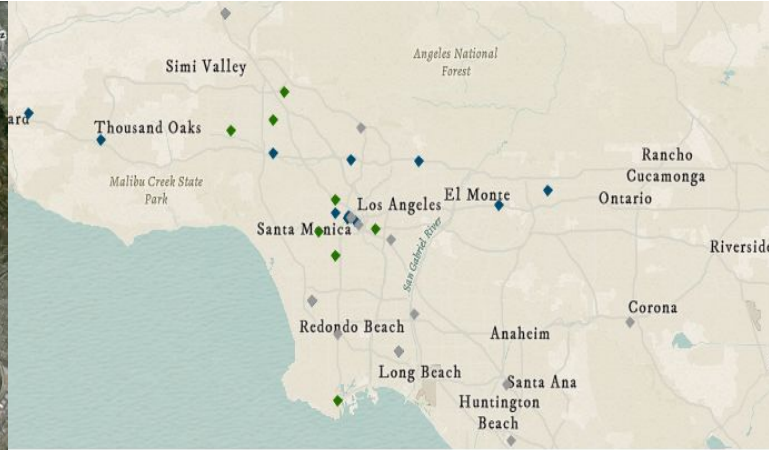 Angeles National
Forest
Simi Valley
ard
Thousand Oaks
Rancho
Cucamonga
Malibu Creek State
Park
El Monte
Ontario
Los Angeles
Santa Monica
San Gabriel River
Riverside
Corona
Redondo Beach
Anaheim
Long Beach
Santa Ana
Huntington
Beach